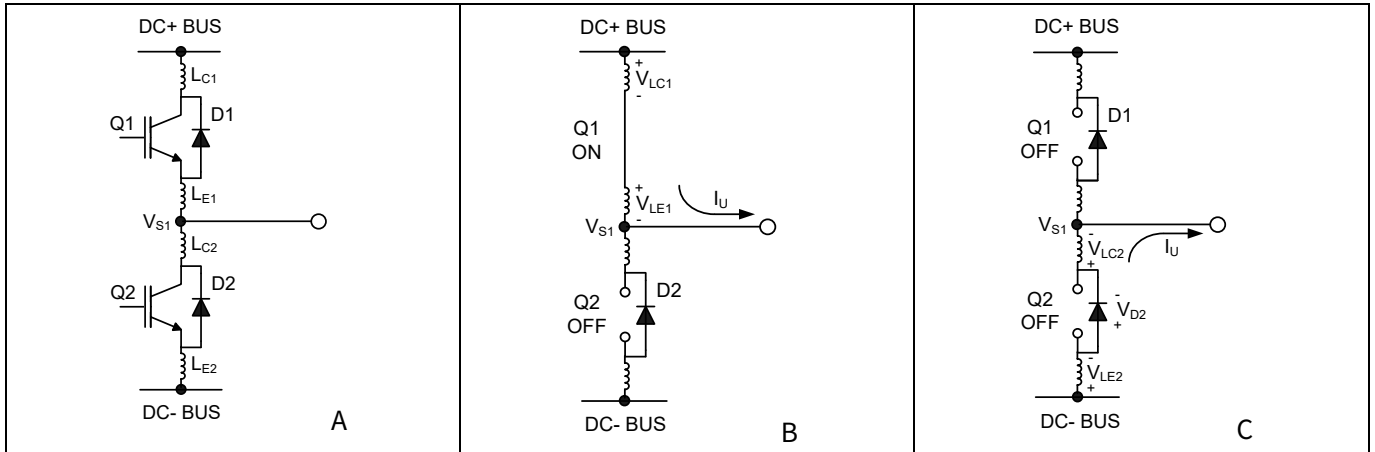 DC+ BUS
LC1
Q1
D1
LE1
VS1
LC2
Q2
D2
LE2
DC- BUS
A
DC+ BUS
+
VLC1
-
Q1
ON
+
VLE1
-
IU
VS1
Q2
OFF
D2
DC- BUS
B
DC+ BUS
D1
Q1
OFF
VS1
-
VLC2
+
IU
Q2
OFF
-
VD2
+
-
VLE2
+
DC- BUS
C